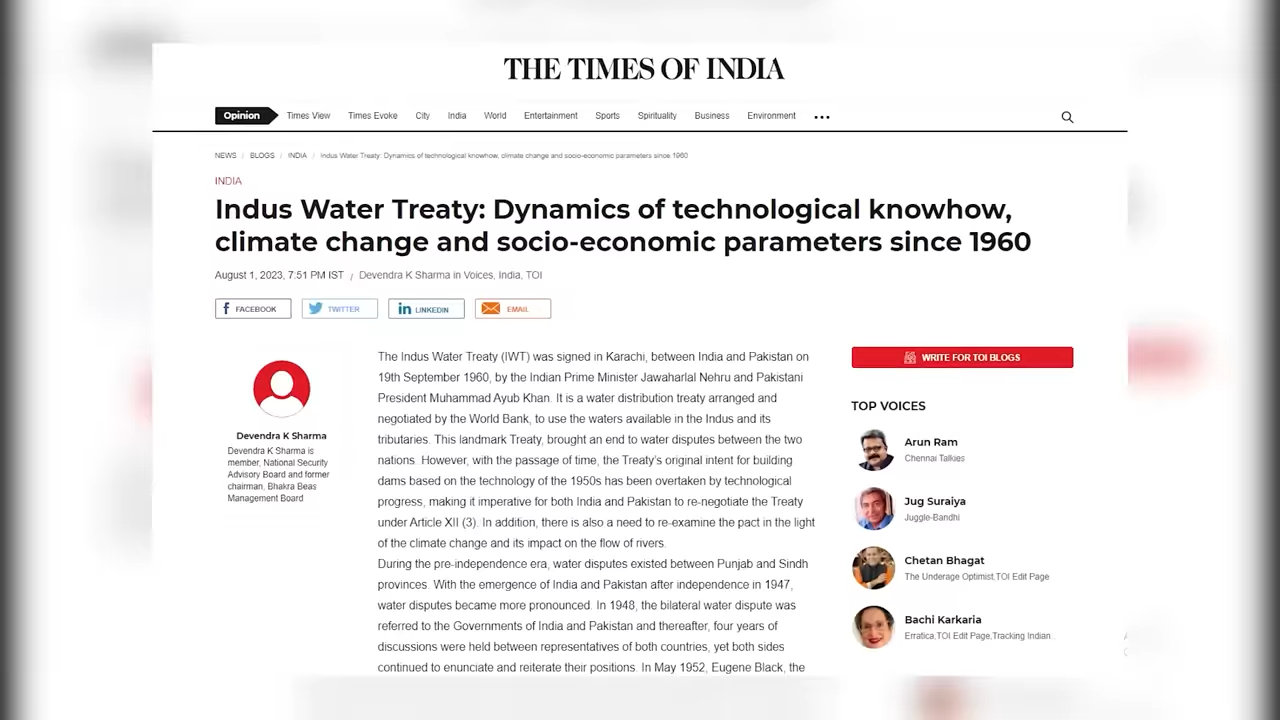 THE TIMES OF INDIA
Opinion Times View Times Evoke City India World Entertainment Sports Spirituality Business Environment ...
NEWS / BLOGS / INDIA / Indus Water Treaty: Dynamics of technological knowhow, climate change and socio-economic parameters since 1960
INDIA
Indus Water Treaty: Dynamics of technological knowhow,
climate change and socio-economic parameters since 1960
August 1, 2023, 7:51 PM IST / Devendra K Sharma in Voices, India, TOI
f FACEBOOK TWITTER in LINKEDIN EMAIL
Devendra K Sharma
Devendra K Sharma is
member, National Security
Advisory Board and former
chairman, Bhakra Beas
Management Board
The Indus Water Treaty (IWT) was signed in Karachi, between India and Pakistan on
19th September 1960, by the Indian Prime Minister Jawaharlal Nehru and Pakistani
President Muhammad Ayub Khan. It is a water distribution treaty arranged and
negotiated by the World Bank, to use the waters available in the Indus and its
tributaries. This landmark Treaty, brought an end to water disputes between the two
nations. However, with the passage of time, the Treaty's original intent for building
dams based on the technology of the 1950s has been overtaken by technological
progress, making it imperative for both India and Pakistan to re-negotiate the Treaty
under Article XII (3). In addition, there is also a need to re-examine the pact in the light
of the climate change and its impact on the flow of rivers.
During the pre-independence era, water disputes existed between Punjab and Sindh
provinces. With the emergence of India and Pakistan after independence in 1947,
water disputes became more pronounced. In 1948, the bilateral water dispute was
referred to the Governments of India and Pakistan and thereafter, four years of
discussions were held between representatives of both countries, yet both sides
continued to enunciate and reiterate their positions. In May 1952, Eugene Black, the
WRITE FOR TOI BLOGS
TOP VOICES
Arun Ram
Chennai Talkies
Jug Suraiya
Juggle-Bandhi
Chetan Bhagat
The Underage Optimist,TOI Edit Page
Bachi Karkaria
Erratica,TOI Edit Page,Tracking Indian...